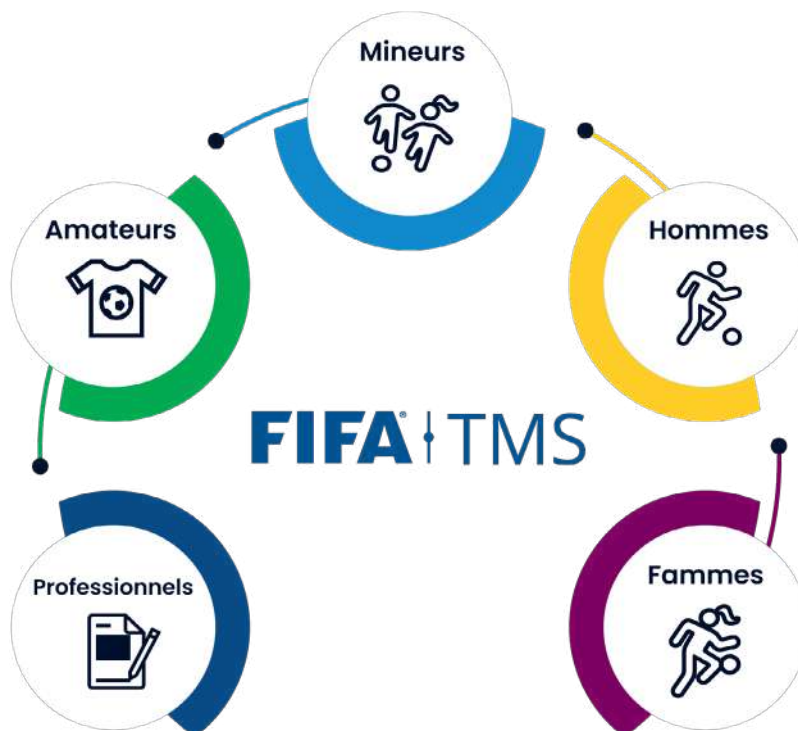 Mineurs
Amateurs
Hommes
FIFA® TMS
Professionnels
Fammes